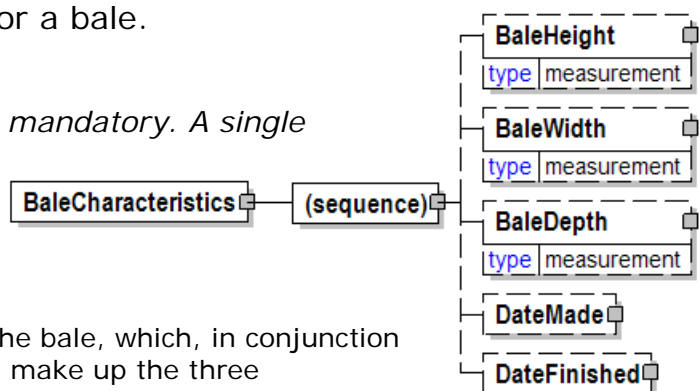 or a bale.
mandatory. A single
BaleCharacteristics
(sequence)
BaleHeight
type measurement
BaleWidth
type measurement
BaleDepth
type measurement
DateMade
DateFinished
he bale, which, in conjunction
make up the three